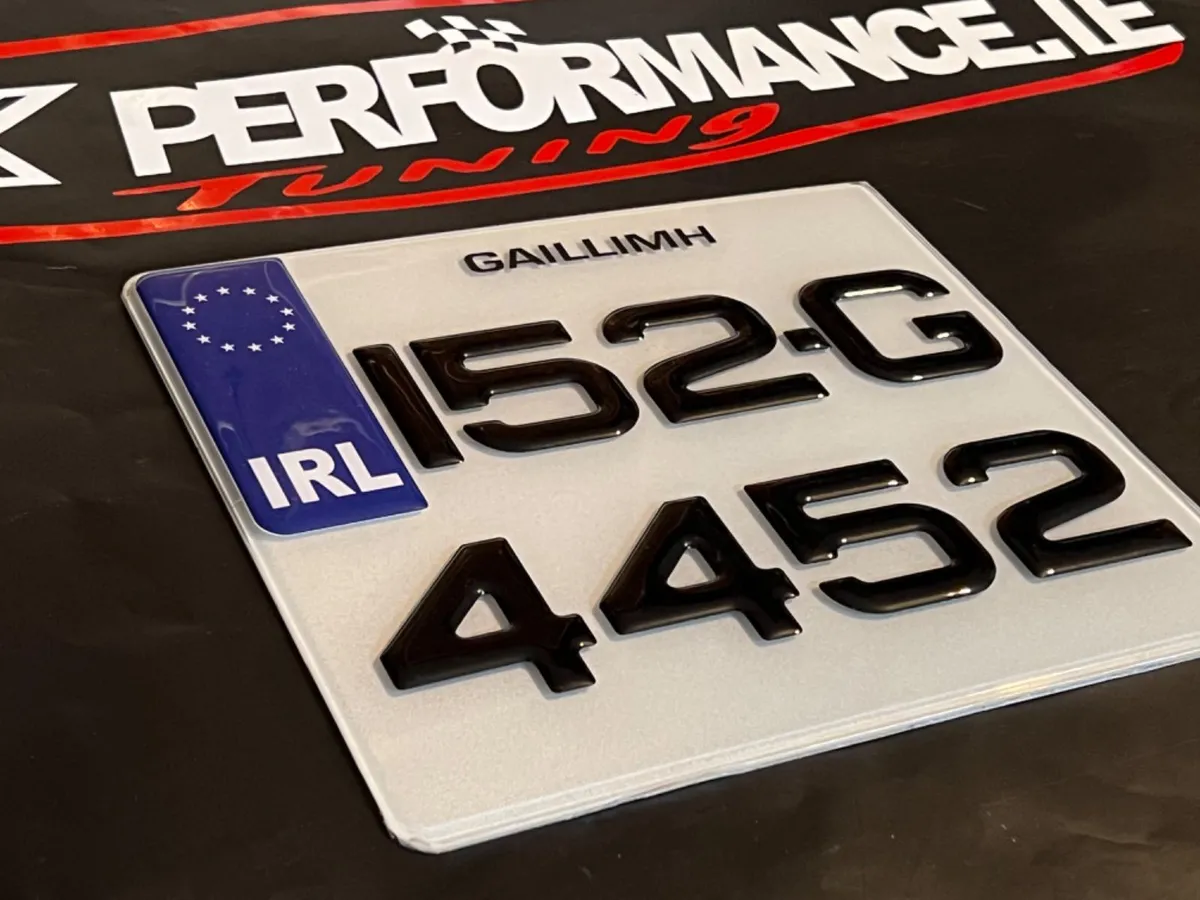 PERFORMANCE.IE
TUNING
GAILLIMH
152-G
IRL
4452